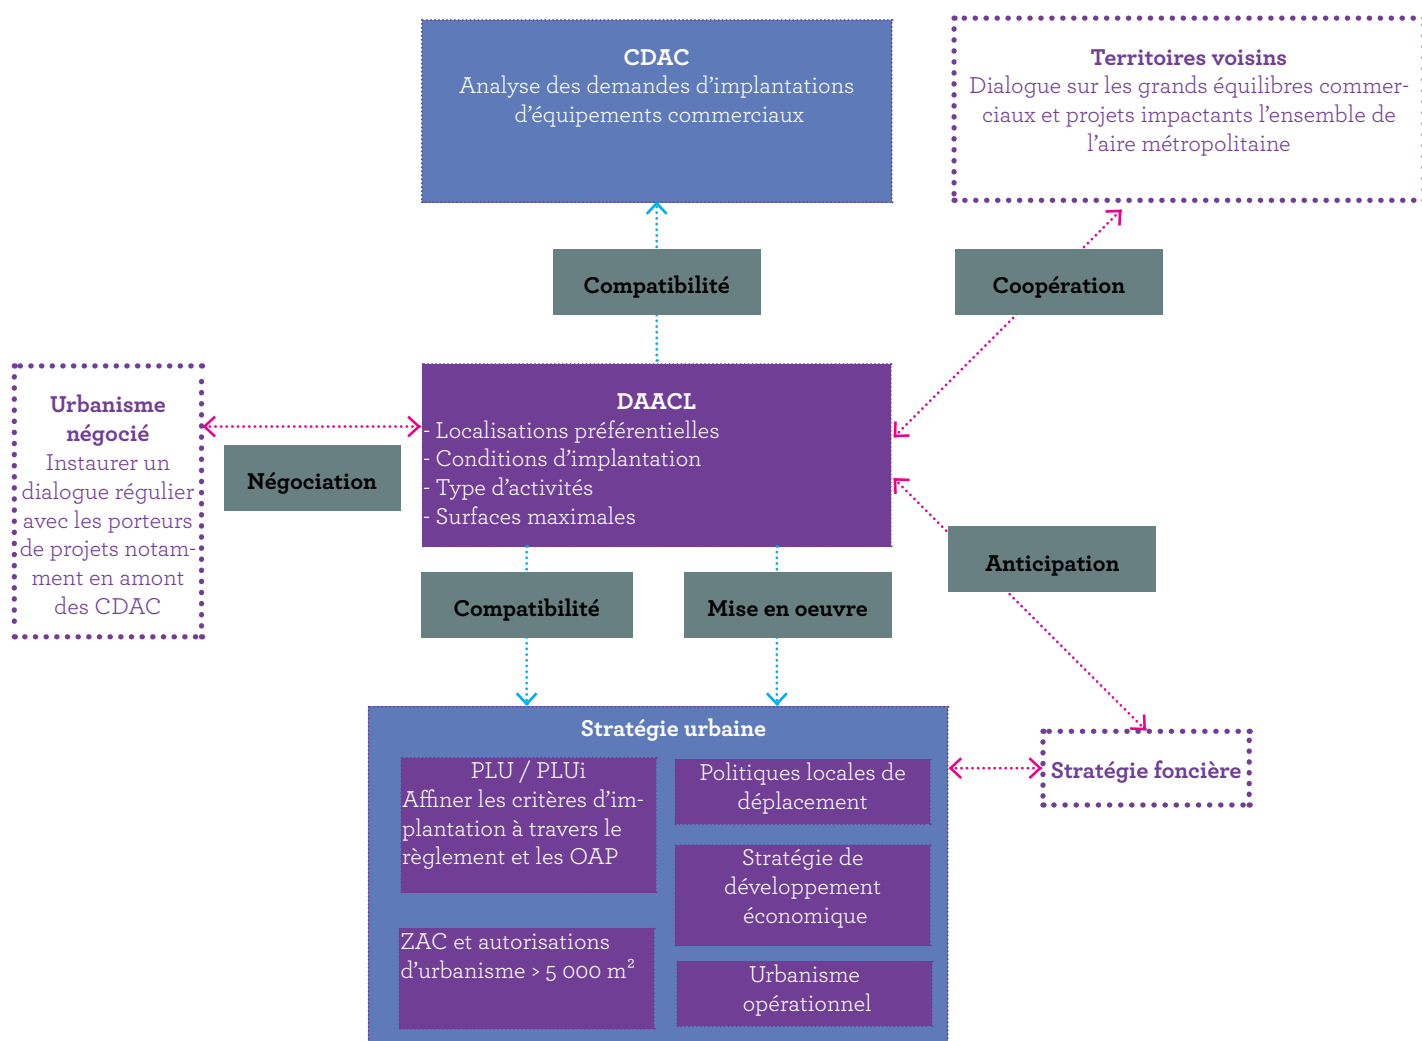 CDAC
Analyse des demandes d'implantations
d'équipements commerciaux
Territoires voisins
Dialogue sur les grands équilibres commer-
ciaux et projets impactants l'ensemble de
l'aire métropolitaine
Compatibilité
Coopération
Urbanisme
négocié
Instaurer un
dialogue régulier
avec les porteurs
de projets notam-
ment en amont
des CDAC
Négociation
DAACL
- Localisations préférentielles
- Conditions d'implantation
- Type d'activités
- Surfaces maximales
Anticipation
Compatibilité
Mise en oeuvre
Stratégie urbaine
PLU / PLUi
Affiner les critères d'im-
plantation à travers le
règlement et les OAP
ZAC et autorisations
d'urbanisme > 5 000 m²
Politiques locales de
déplacement
Stratégie de
développement
économique
Urbanisme
opérationnel
Stratégie foncière